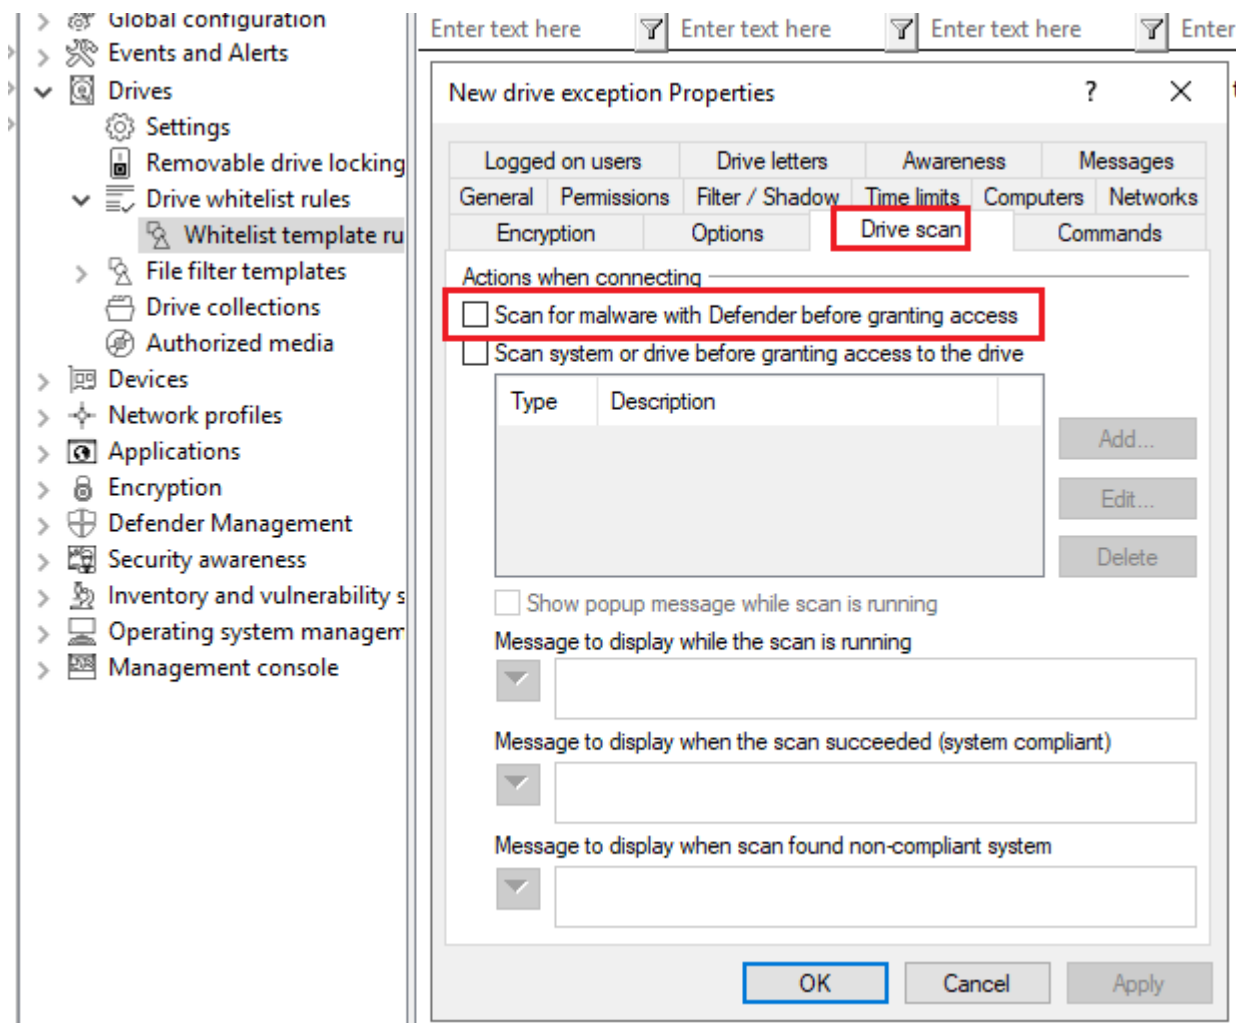 Global configuration
Events and Alerts
Drives
Settings
Removable drive locking
Drive whitelist rules
Whitelist template ru
File filter templates
Drive collections
Authorized media
Devices
Network profiles
Applications
Encryption
Defender Management
Security awareness
Inventory and vulnerability s
Operating system managem
Management console
Enter text here Enter text here Enter text here Enter
New drive exception Properties ?
Logged on users Drive letters Awareness Messages
General Permissions Filter / Shadow Time limits Computers Networks
Encryption Options Drive scan Commands
Actions when connecting
Scan for malware with Defender before granting access
Scan system or drive before granting access to the drive
Type Description
Add...
Edit...
Delete
Show popup message while scan is running
Message to display while the scan is running
Message to display when the scan succeeded (system compliant)
Message to display when scan found non-compliant system
OK Cancel Apply